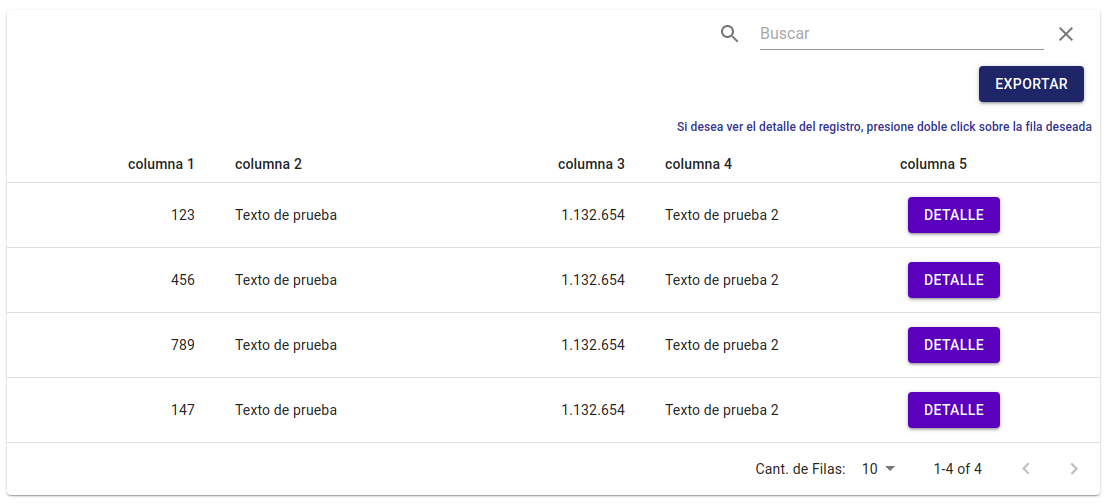 Buscar
EXPORTAR
Si desea ver el detalle del registro, presione doble click sobre la fila deseada
columna 1 columna 2 columna 3 columna 4 columna 5
123 Texto de prueba 1.132.654 Texto de prueba 2 DETALLE
456 Texto de prueba 1.132.654 Texto de prueba 2 DETALLE
789 Texto de prueba 1.132.654 Texto de prueba 2 DETALLE
147 Texto de prueba 1.132.654 Texto de prueba 2 DETALLE
Cant. de Filas: 10 1-4 of 4